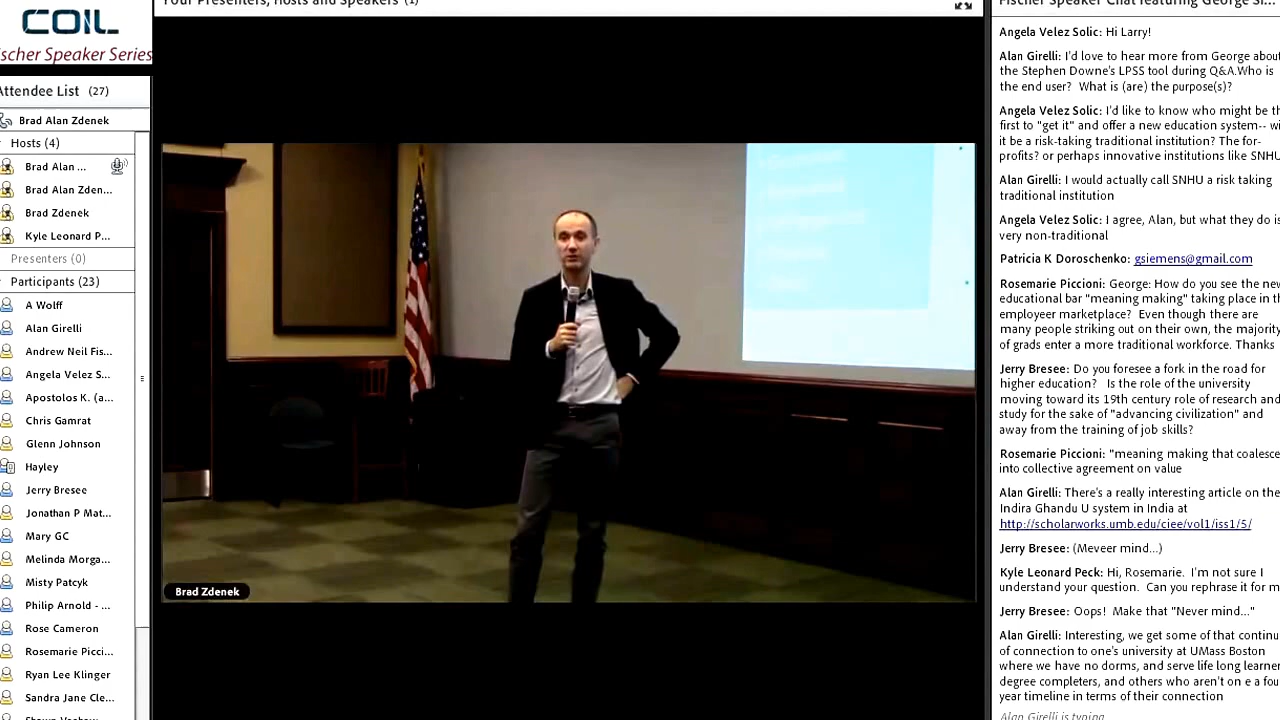 COIL
scher Speaker Series
Attendee List (27)
Brad Alan Zdenek
Hosts (4)
Brad Alan ...
Brad Alan Zden...
Brad Zdenek
Kyle Leonard P...
Presenters (0)
Participants (23)
A Wolff
Alan Girelli
Andrew Neil Fis...
Angela Velez S...
Apostolos K. (a...
Chris Gamrat
Glenn Johnson
Hayley
Jerry Bresee
Jonathan P Mat...
Mary GC
Melinda Morga...
Misty Patcyk
Philip Arnold - ...
Rose Cameron
Rosemarie Picci...
Ryan Lee Klinger
Sandra Jane Cle...
Your Presenters, Hosts and Speakers (1)
Brad Zdenek
Fischer Speaker Chat featuring George Si...
Angela Velez Solic: Hi Larry!
Alan Girelli: I'd love to hear more from George about
the Stephen Downe's LPSS tool during Q&A.Who is
the end user? What is (are) the purpose(s)?
Angela Velez Solic: I'd like to know who might be th
first to "get it" and offer a new education system-- wi
it be a risk-taking traditional institution? The for-
profits? or perhaps innovative institutions like SNHU
Alan Girelli: I would actually call SNHU a risk taking
traditional institution
Angela Velez Solic: I agree, Alan, but what they do is
very non-traditional
Patricia K Doroschenko: gsiemens@gmail.com
Rosemarie Piccioni: George: How do you see the new
educational bar "meaning making" taking place in th
employeer marketplace? Even though there are
many people striking out on their own, the majority
of grads enter a more traditional workforce. Thanks
Jerry Bresee: Do you foresee a fork in the road for
higher education? Is the role of the university
moving toward its 19th century role of research and
study for the sake of "advancing civilization" and
away from the training of job skills?
Rosemarie Piccioni: "meaning making that coalesce
into collective agreement on value
Alan Girelli: There's a really interesting article on the
Indira Ghandu U system in India at
http://scholarworks.umb.edu/ciee/vol1/iss1/5/
Jerry Bresee: (Meveer mind...)
Kyle Leonard Peck: Hi, Rosemarie. I'm not sure I
understand your question. Can you rephrase it for m
Jerry Bresee: Oops! Make that "Never mind..."
Alan Girelli: Interesting, we get some of that continu
of connection to one's university at UMass Boston
where we have no dorms, and serve life long learner
degree completers, and others who aren't on e a fou
year timeline in terms of their connection
Alan Girelli is typing